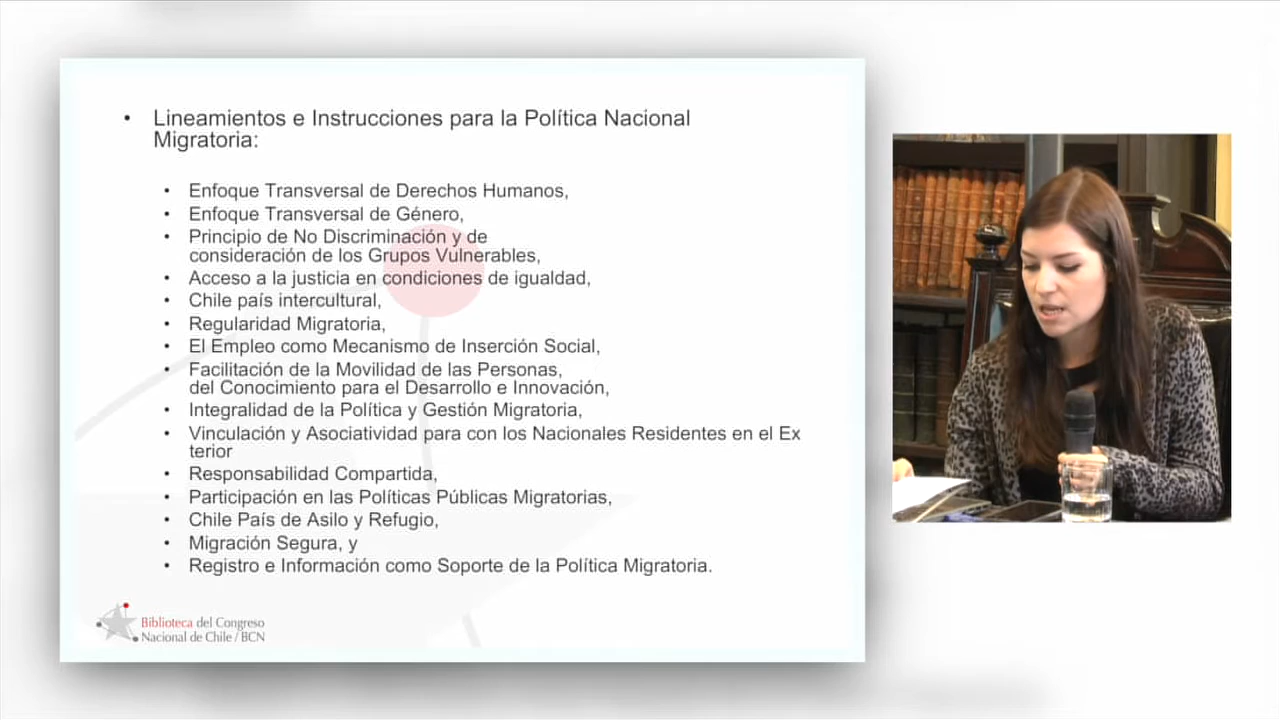 • Lineamientos e Instrucciones para la Política Nacional
Migratoria:
• Enfoque Transversal de Derechos Humanos,
• Enfoque Transversal de Género,
• Principio de No Discriminación y de
consideración de los Grupos Vulnerables,
• Acceso a la justicia en condiciones de igualdad,
• Chile país intercultural,
• Regularidad Migratoria,
• El Empleo como Mecanismo de Inserción Social,
• Facilitación de la Movilidad de las Personas,
del Conocimiento para el Desarrollo e Innovación,
• Integralidad de la Política y Gestión Migratoria,
• Vinculación y Asociatividad para con los Nacionales Residentes en el Ex
terior
• Responsabilidad Compartida,
• Participación en las Políticas Públicas Migratorias,
• Chile País de Asilo y Refugio,
• Migración Segura, y
• Registro e Información como Soporte de la Política Migratoria.
Biblioteca del Congreso
Nacional de Chile / BCN